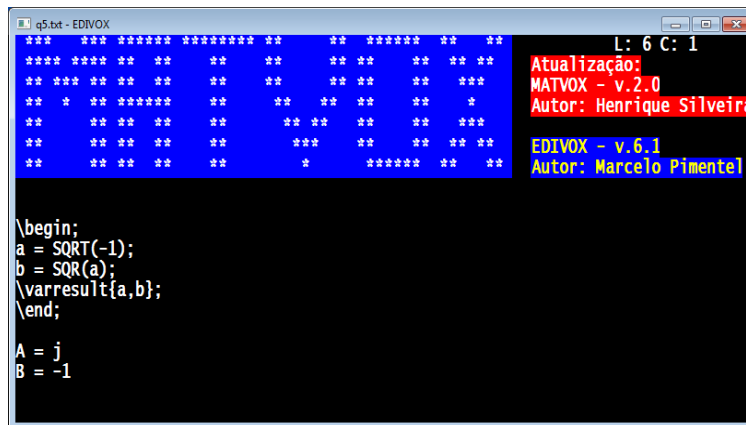 q5.txt - EDIVOX
L: 6 C: 1
Atualização:
MATVOX - v.2.0
Autor: Henrique Silveira
EDIVOX - v.6.1
Autor: Marcelo Pimentel
MATVOX
\begin;
a = SQRT(-1);
b = SQR(a);
\varresult{a,b};
\end;
A = j
B = -1